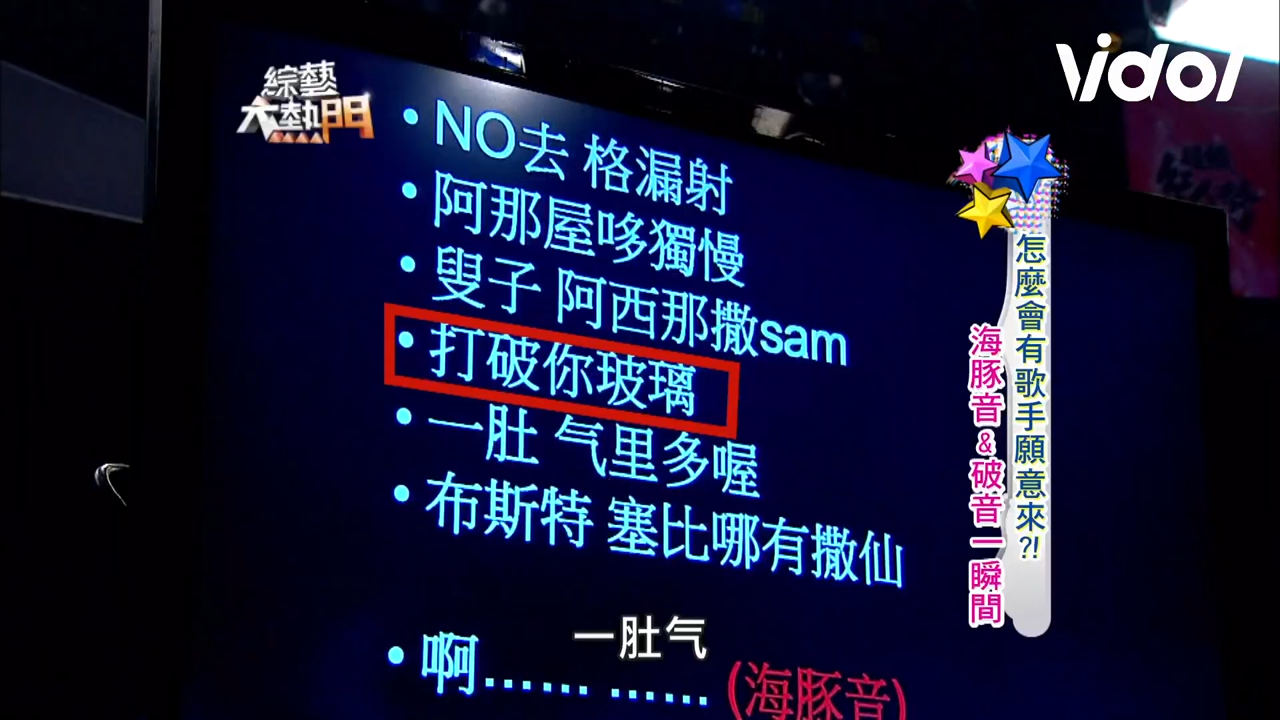 Vidol
綜藝
大熱門
• NO去 格漏射
• 阿那屋哆獨慢
• 叟子 阿西那撒sam
• 打破你玻璃
• 一肚 气里多喔
• 布斯特 塞比哪有撒仙
• 啊…… …… (海豚音)
怎麼會有歌手願意來?!
海豚音&破音一瞬間
一肚气